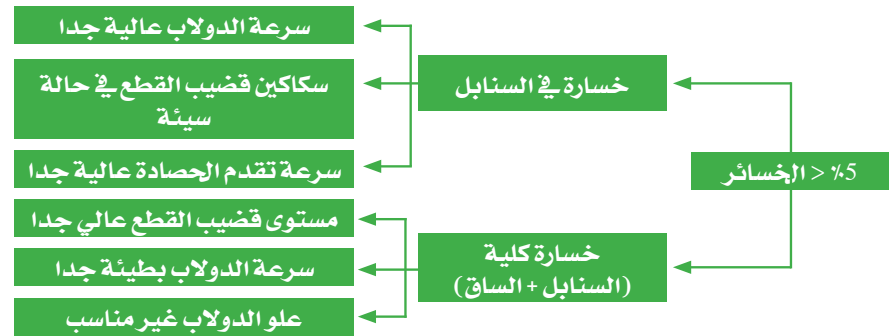 5% < الخسائر
خسارة في السنابل
سرعة الدولاب عالية جدا
سكاكين قضيب القطع في حالة
سيئة
سرعة تقدم الحصادة عالية جدا
خسارة كلية
(السنابل + الساق)
مستوى قضيب القطع عالي جدا
سرعة الدولاب بطيئة جدا
علو الدولاب غير مناسب